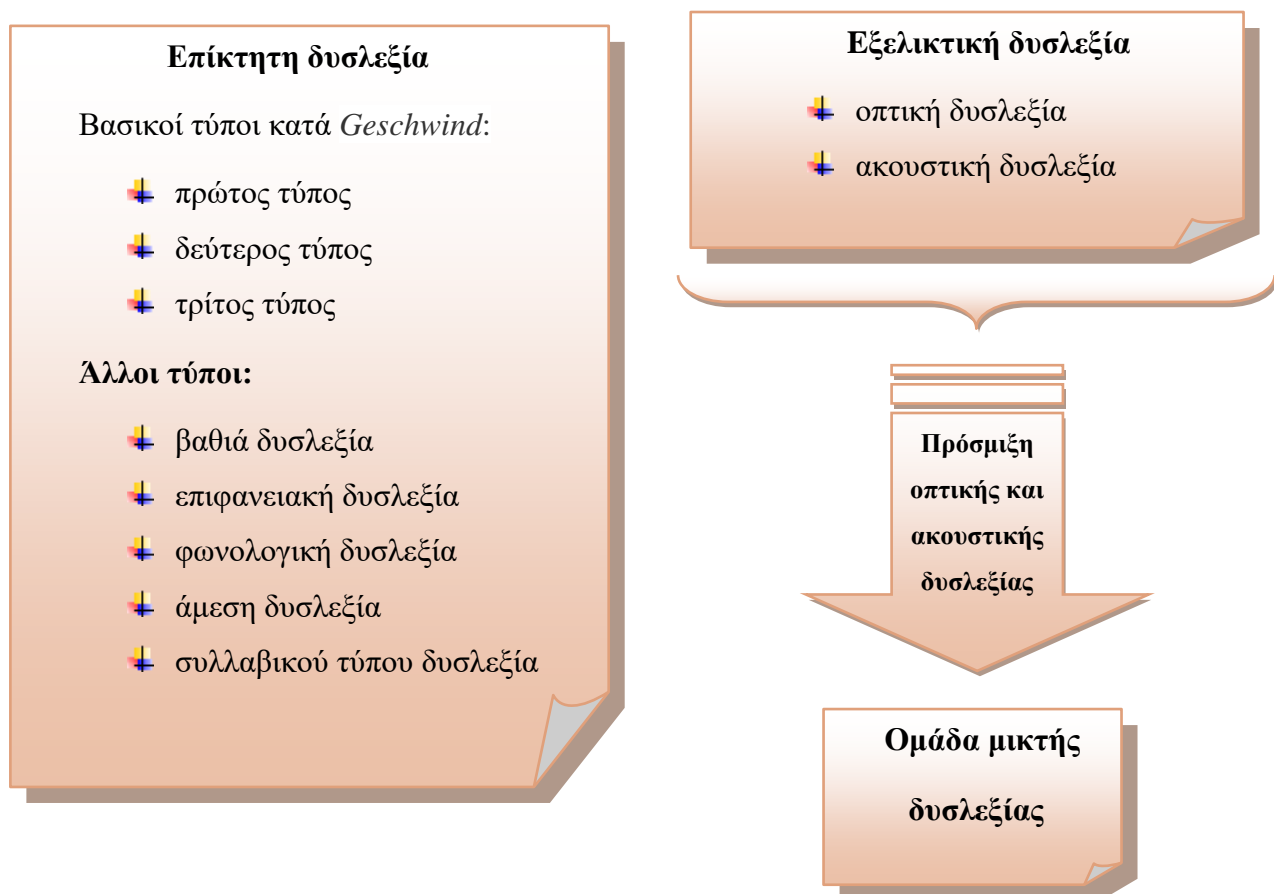 Επίκτητη δυσλεξία
Βασικοί τύποι κατά Geschwind:
πρώτος τύπος
δεύτερος τύπος
τρίτος τύπος
Άλλοι τύποι:
βαθιά δυσλεξία
επιφανειακή δυσλεξία
φωνολογική δυσλεξία
άμεση δυσλεξία
συλλαβικού τύπου δυσλεξία
Εξελικτική δυσλεξία
οπτική δυσλεξία
ακουστική δυσλεξία
Πρόσμιξη
οπτικής και
ακουστικής
δυσλεξίας
Ομάδα μικτής
δυσλεξίας